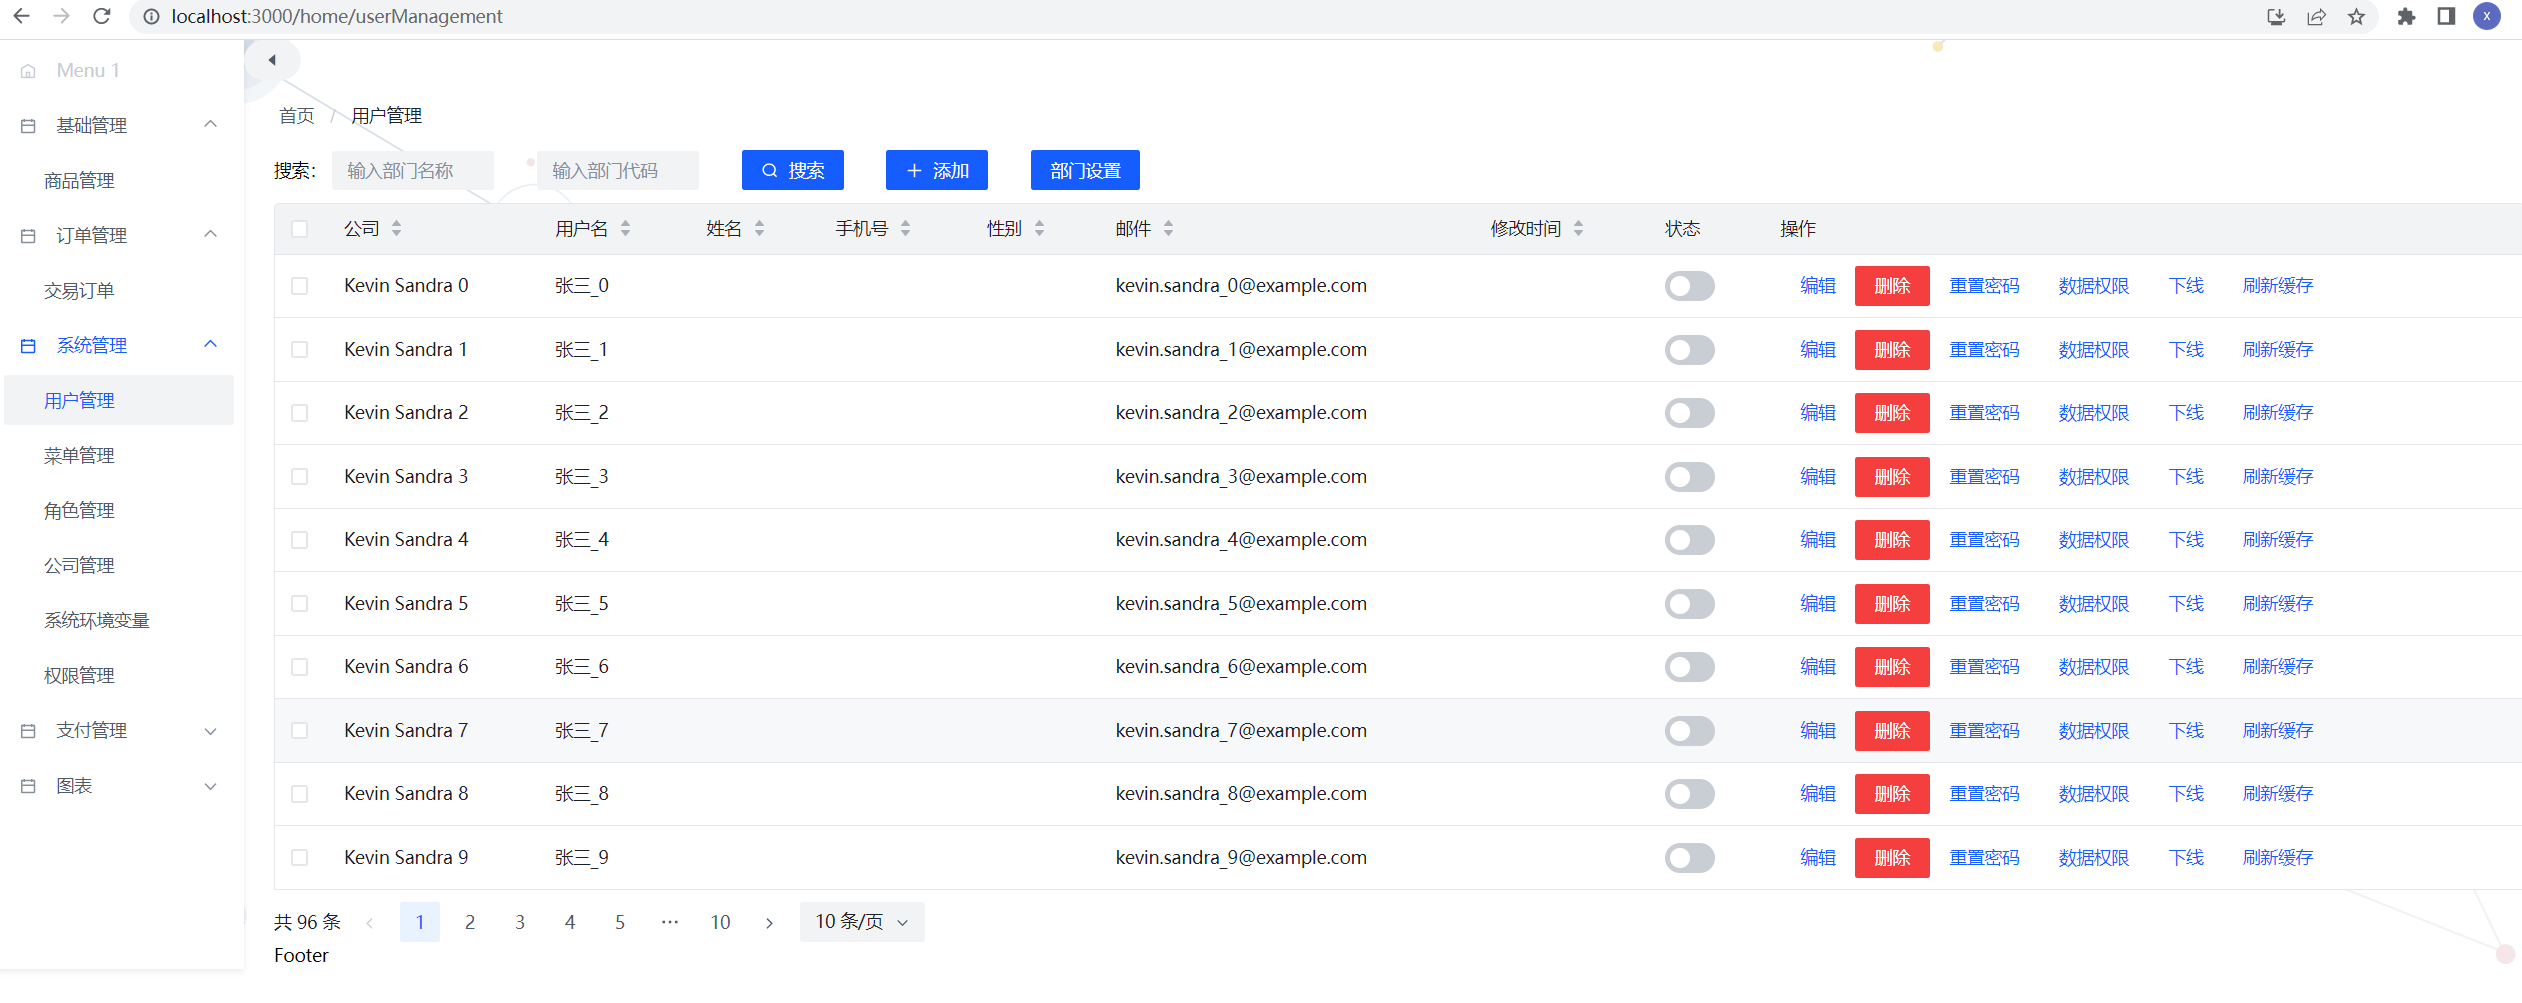 localhost:3000/home/userManagement
X
Menu 1
基础管理
商品管理
订单管理
交易订单
系统管理
用户管理
菜单管理
角色管理
公司管理
系统环境变量
权限管理
支付管理
图表
首页 / 用户管理
搜索: 输入部门名称 输入部门代码 搜索 添加 部门设置
公司 用户名 姓名 手机号 性别 邮件 修改时间 状态 操作
Kevin Sandra 0 张三_0 kevin.sandra_0@example.com 编辑 删除 重置密码 数据权限 下线 刷新缓存
Kevin Sandra 1 张三_1 kevin.sandra_1@example.com 编辑 删除 重置密码 数据权限 下线 刷新缓存
Kevin Sandra 2 张三_2 kevin.sandra_2@example.com 编辑 删除 重置密码 数据权限 下线 刷新缓存
Kevin Sandra 3 张三_3 kevin.sandra_3@example.com 编辑 删除 重置密码 数据权限 下线 刷新缓存
Kevin Sandra 4 张三_4 kevin.sandra_4@example.com 编辑 删除 重置密码 数据权限 下线 刷新缓存
Kevin Sandra 5 张三_5 kevin.sandra_5@example.com 编辑 删除 重置密码 数据权限 下线 刷新缓存
Kevin Sandra 6 张三_6 kevin.sandra_6@example.com 编辑 删除 重置密码 数据权限 下线 刷新缓存
Kevin Sandra 7 张三_7 kevin.sandra_7@example.com 编辑 删除 重置密码 数据权限 下线 刷新缓存
Kevin Sandra 8 张三_8 kevin.sandra_8@example.com 编辑 删除 重置密码 数据权限 下线 刷新缓存
Kevin Sandra 9 张三_9 kevin.sandra_9@example.com 编辑 删除 重置密码 数据权限 下线 刷新缓存
共 96 条 1 2 3 4 5 ··· 10 10 条/页
Footer